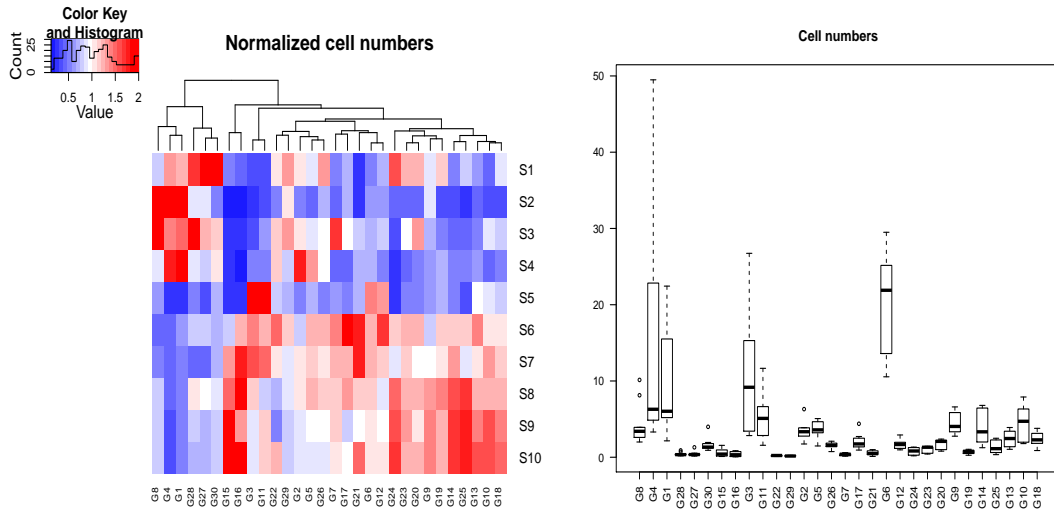 Color Key
and Histogram
Count
0 10 25
0.5 1 1.5 2
Value
Normalized cell numbers
S1
S2
S3
S4
S5
S6
S7
S8
S9
S10
G8 G4 G1 G28 G27 G30 G15 G16 G3 G11 G22 G29 G2 G5 G26 G7 G17 G21 G6 G12 G24 G23 G20 G9 G19 G14 G25 G13 G10 G18
Cell numbers
50
40
30
20
10
0
G8 G4 G1 G28 G27 G30 G15 G16 G3 G11 G22 G29 G2 G5 G26 G7 G17 G21 G6 G12 G24 G23 G20 G9 G19 G14 G25 G13 G10 G18